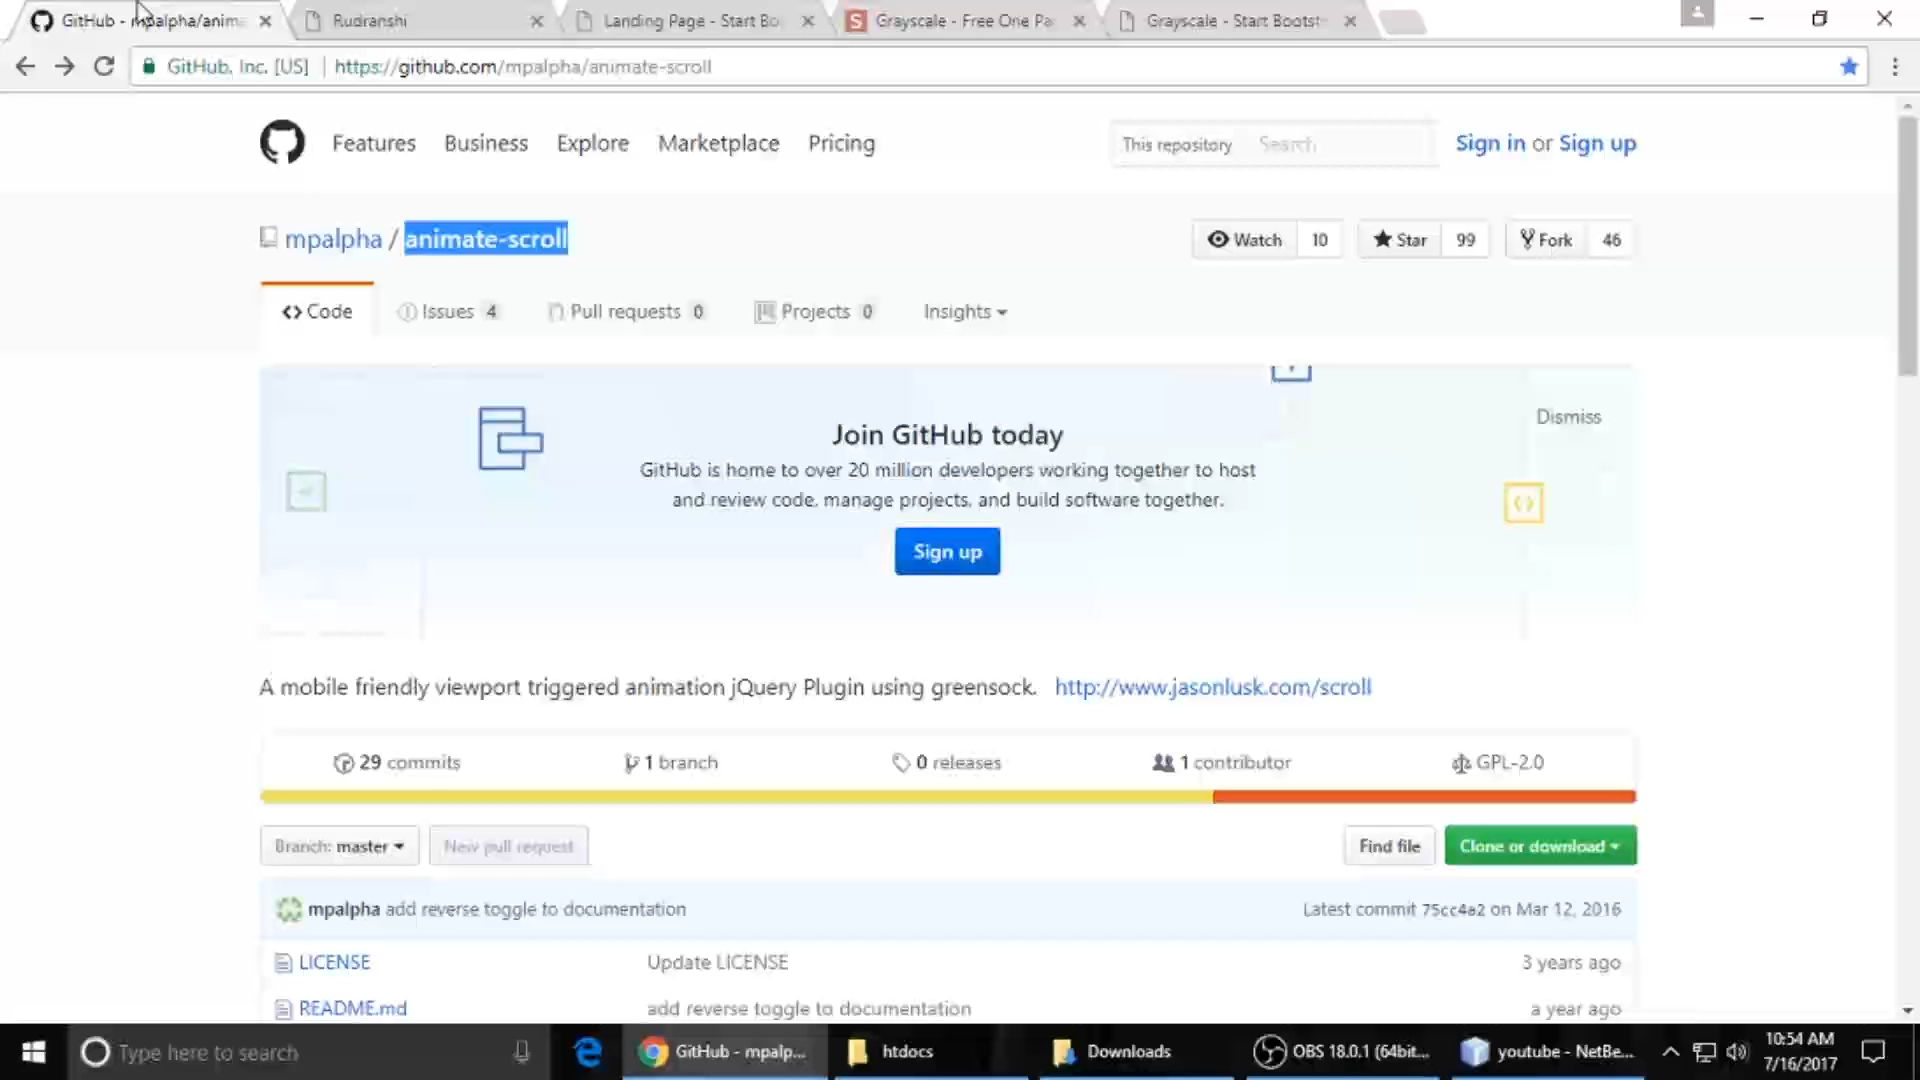 GitHub - mpalpha/anima
Rudranshi
Landing Page - Start Bo
Grayscale - Free One Pa
Grayscale - Start Bootst
GitHub, Inc. [US] | https://github.com/mpalpha/animate-scroll
Features Business Explore Marketplace Pricing
This repository Search
Sign in or Sign up
mpalpha / animate-scroll
Watch 10
Star 99
Fork 46
Code
Issues 4
Pull requests 0
Projects 0
Insights
Dismiss
Join GitHub today
GitHub is home to over 20 million developers working together to host
and review code, manage projects, and build software together.
Sign up
A mobile friendly viewport triggered animation jQuery Plugin using greensock. http://www.jasonlusk.com/scroll
29 commits
1 branch
0 releases
1 contributor
GPL-2.0
Branch: master
New pull request
Find file
Clone or download
mpalpha add reverse toggle to documentation
Latest commit 75cc4a2 on Mar 12, 2016
LICENSE Update LICENSE 3 years ago
README.md add reverse toggle to documentation a year ago
Type here to search
GitHub - mpalp...
htdocs
Downloads
OBS 18.0.1 (64bit...
youtube - NetBe...
10:54 AM
7/16/2017